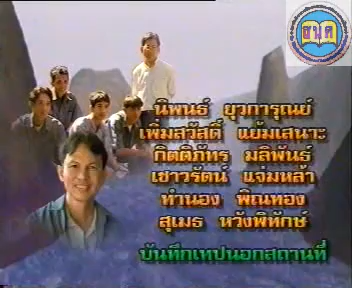 อนุด
นิพนธ์ ยุวการุณย์
เพิ่มสวัสดิ์ แย้มเสนาะ
กิตติภัทร มลิพันธุ์
เชาวรัตน์ แจ่มหล้า
ทำนอง พิณทอง
สุเมธ หวังพิทักษ์
บันทึกเทปนอกสถานที่